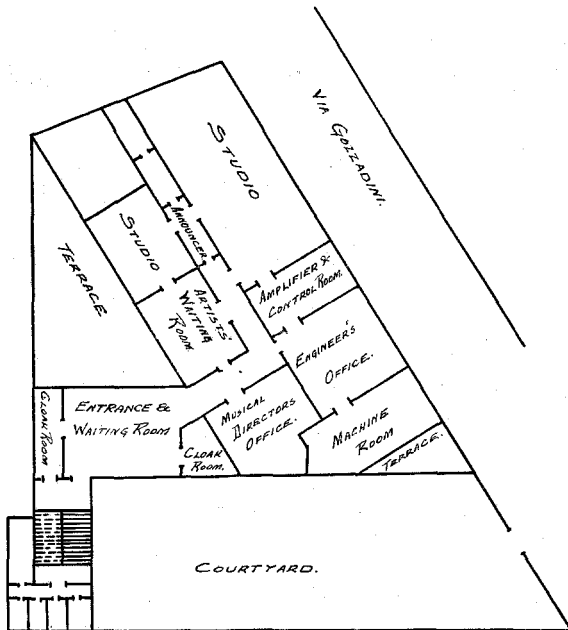 VIA GOZZADINI.
STUDIO
ANNOUNCER
STUDIO
TERRACE
ARTISTS'
WAITING
ROOM.
AMPLIFIER &
CONTROL ROOM.
ENGINEER'S
OFFICE.
CLOAK ROOM
ENTRANCE &
WAITING ROOM
MUSICAL
DIRECTORS
OFFICE.
CLOAK
ROOM.
MACHINE
ROOM
TERRACE.
COURTYARD.